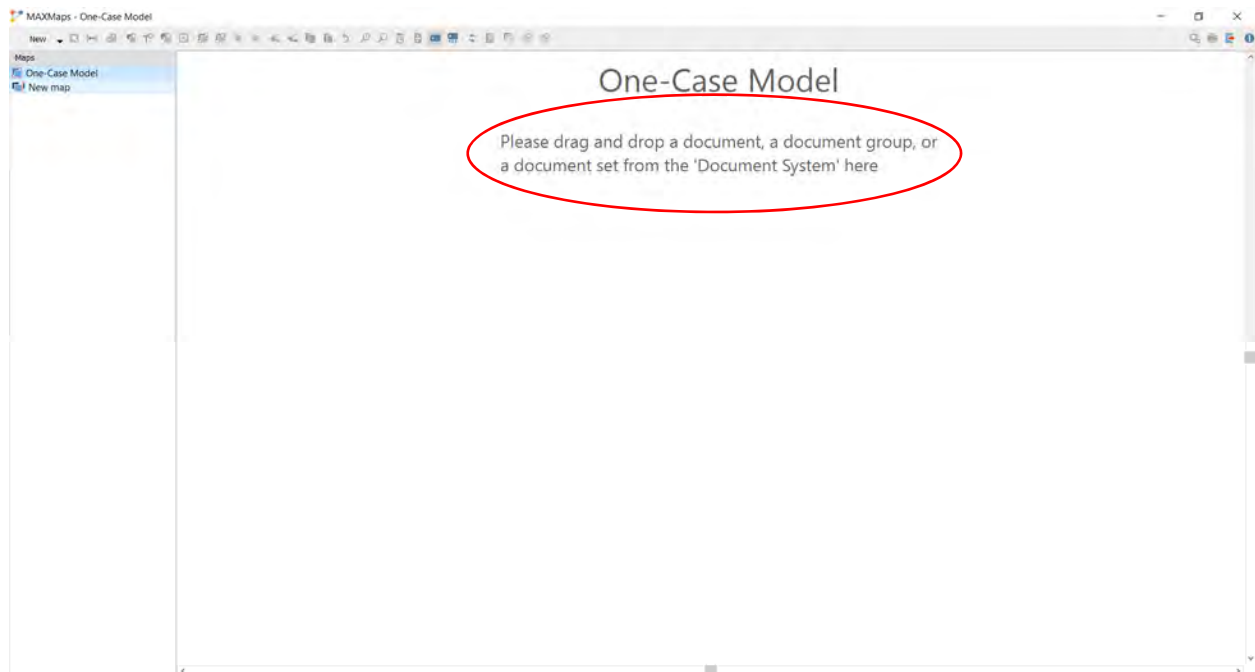 MAXMaps - One-Case Model
New
Maps
One-Case Model
New map
One-Case Model
Please drag and drop a document, a document group, or
a document set from the 'Document System' here